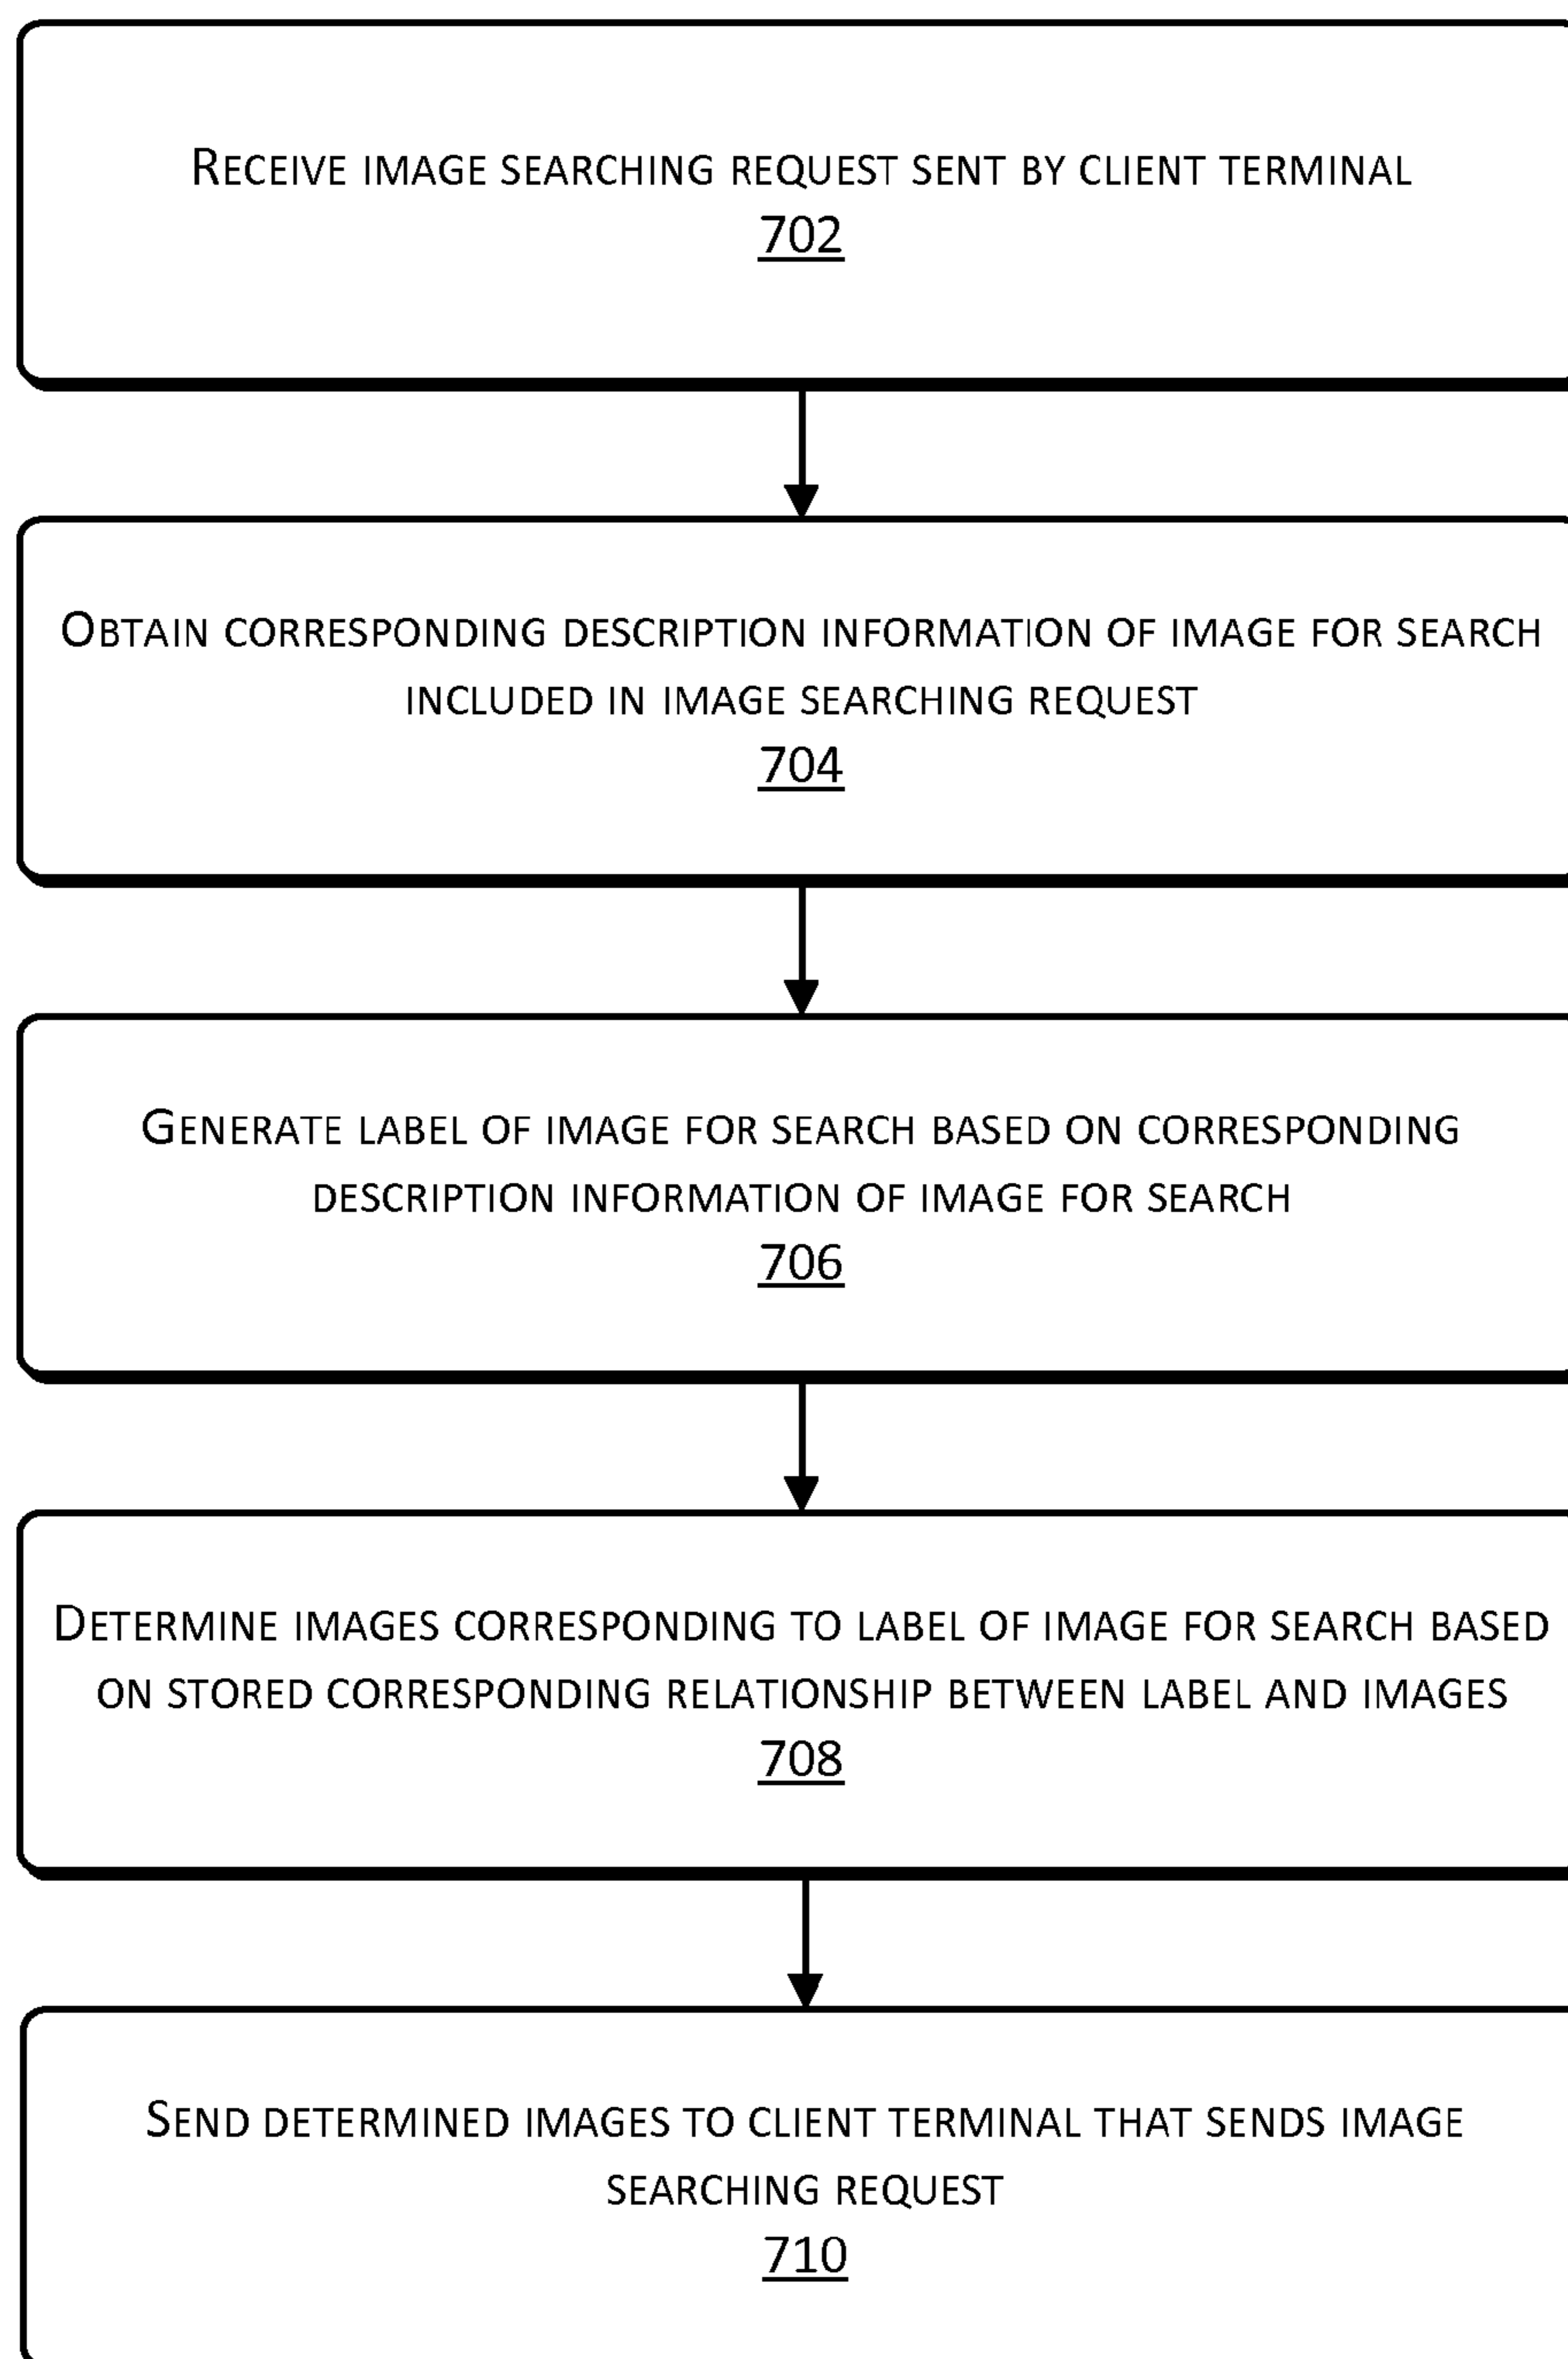 RECEIVE IMAGE SEARCHING REQUEST SENT BY CLIENT TERMINAL
702
OBTAIN CORRESPONDING DESCRIPTION INFORMATION OF IMAGE FOR SEARCH
INCLUDED IN IMAGE SEARCHING REQUEST
704
GENERATE LABEL OF IMAGE FOR SEARCH BASED ON CORRESPONDING
DESCRIPTION INFORMATION OF IMAGE FOR SEARCH
706
DETERMINE IMAGES CORRESPONDING TO LABEL OF IMAGE FOR SEARCH BASED
ON STORED CORRESPONDING RELATIONSHIP BETWEEN LABEL AND IMAGES
708
SEND DETERMINED IMAGES TO CLIENT TERMINAL THAT SENDS IMAGE
SEARCHING REQUEST
710